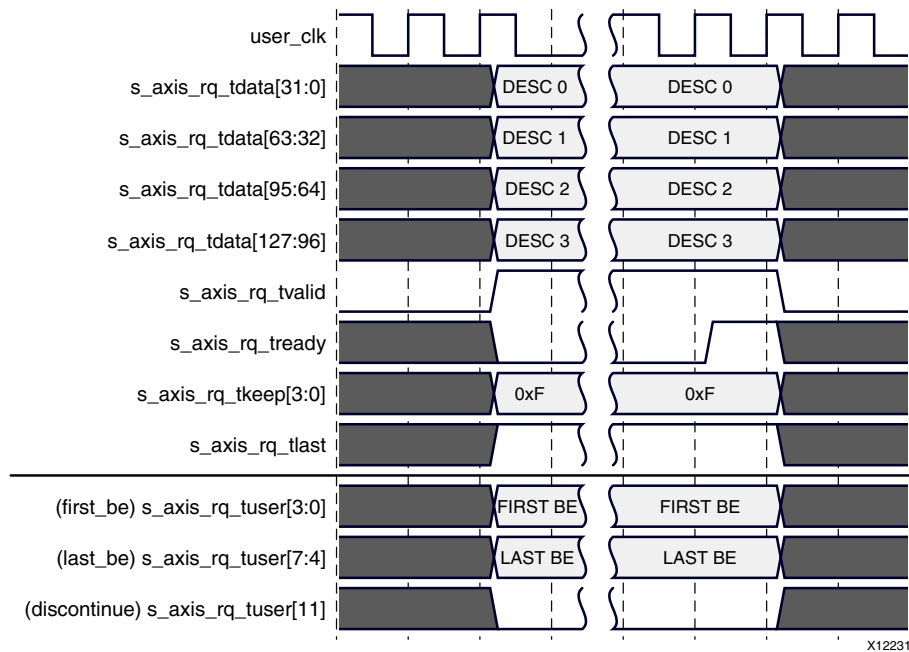 user_clk
s_axis_rq_tdata[31:0] DESC 0 DESC 0
s_axis_rq_tdata[63:32] DESC 1 DESC 1
s_axis_rq_tdata[95:64] DESC 2 DESC 2
s_axis_rq_tdata[127:96] DESC 3 DESC 3
s_axis_rq_tvalid
s_axis_rq_tready
s_axis_rq_tkeep[3:0] 0xF 0xF
s_axis_rq_tlast
(first_be) s_axis_rq_tuser[3:0] FIRST BE FIRST BE
(last_be) s_axis_rq_tuser[7:4] LAST BE LAST BE
(discontinue) s_axis_rq_tuser[11]
X12231